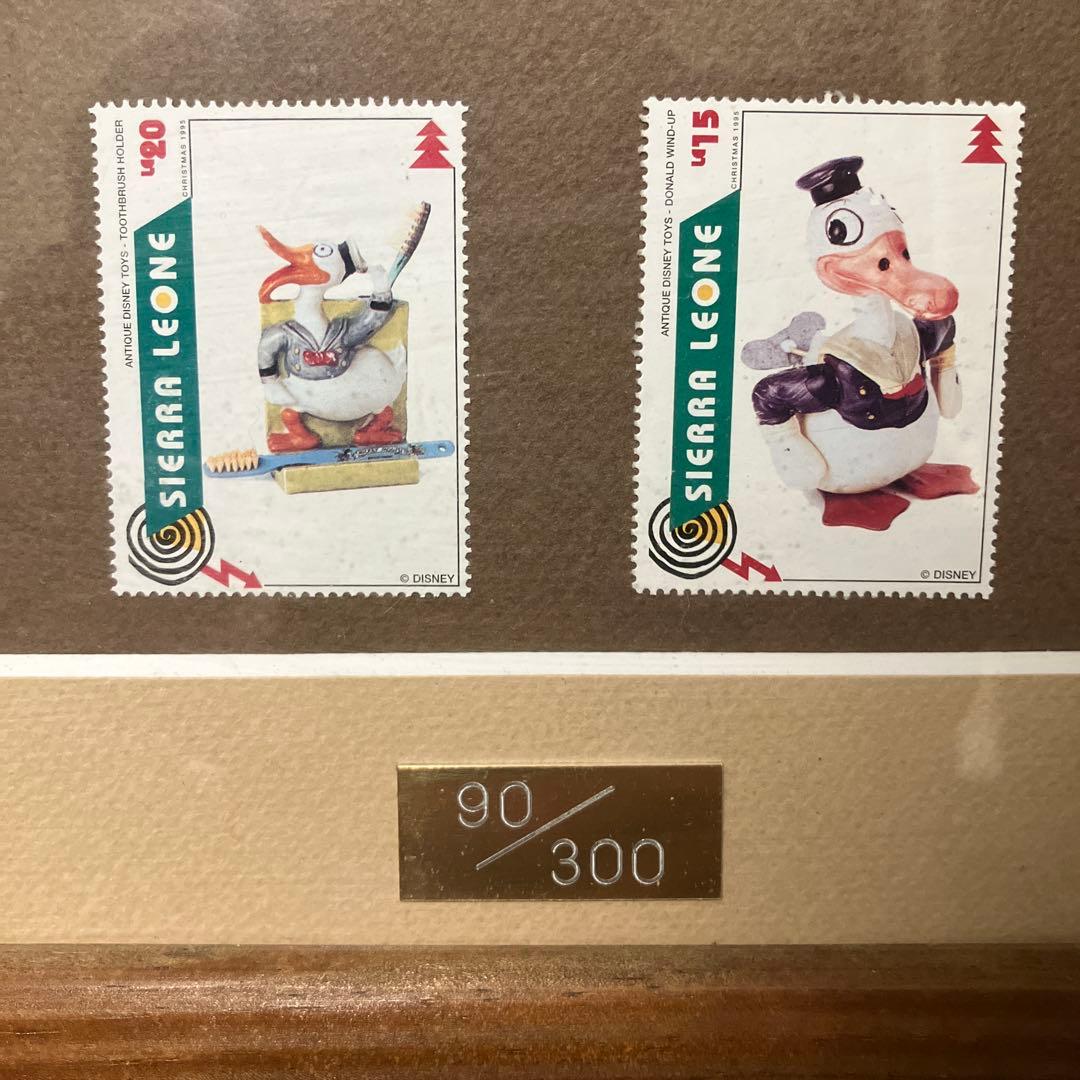 ANTIQUE DISNEY TOYS - TOOTHBRUSH HOLDER
Le20
CHRISTMAS 1995
SIERRA LEONE
© DISNEY
ANTIQUE DISNEY TOYS - DONALD WIND-UP
Le15
CHRISTMAS 1995
SIERRA LEONE
© DISNEY
90/300